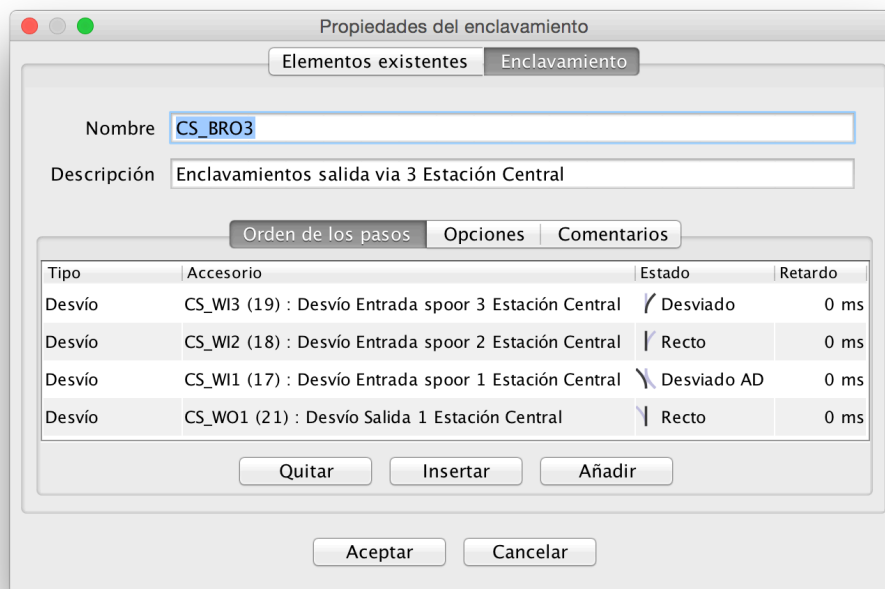 Propiedades del enclavamiento
Elementos existentes Enclavamiento
Nombre CS_BRO3
Descripción Enclavamientos salida via 3 Estación Central
Orden de los pasos Opciones Comentarios
Tipo Accesorio Estado Retardo
Desvío CS_WI3 (19) : Desvío Entrada spoor 3 Estación Central Desviado 0 ms
Desvío CS_WI2 (18) : Desvío Entrada spoor 2 Estación Central Recto 0 ms
Desvío CS_WI1 (17) : Desvío Entrada spoor 1 Estación Central Desviado AD 0 ms
Desvío CS_WO1 (21) : Desvío Salida 1 Estación Central Recto 0 ms
Quitar Insertar Añadir
Aceptar Cancelar